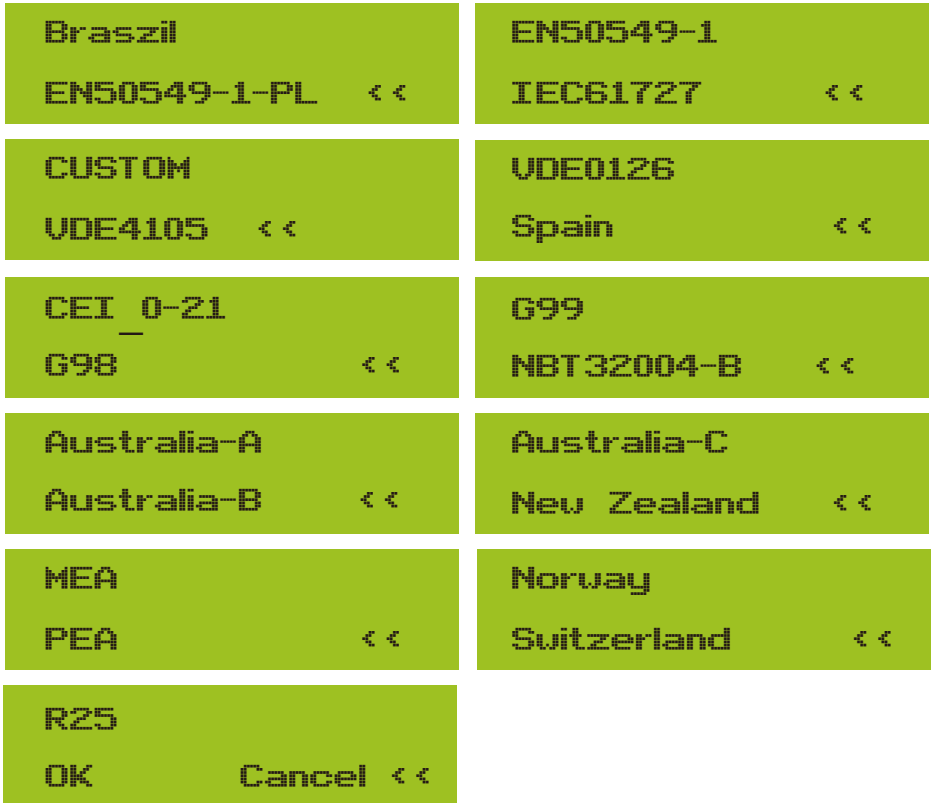 Braszil
EN50549-1-PL <<
EN50549-1
IEC61727 <<
CUSTOM
VDE4105 <<
VDE0126
Spain <<
CEI_0-21
G98 <<
G99
NBT32004-B <<
Australia-A
Australia-B <<
Australia-C
New Zealand <<
MEA
PEA <<
Norway
Switzerland <<
R25
OK Cancel <<